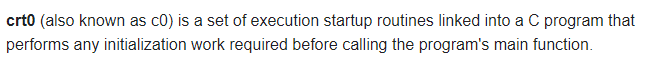 crt0 (also known as c0) is a set of execution startup routines linked into a C program that
performs any initialization work required before calling the program's main function.